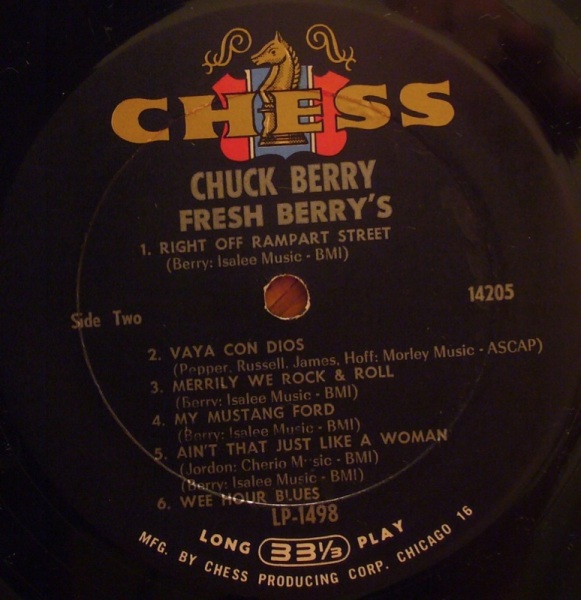 CHESS
CHUCK BERRY
FRESH BERRY'S
1. RIGHT OFF RAMPART STREET
(Berry: Isalee Music - BMI)
Side Two
14205
2. VAYA CON DIOS
(Pepper, Russell, James, Hoff: Morley Music - ASCAP)
3. MERRILY WE ROCK & ROLL
(Berry: Isalee Music - BMI)
4. MY MUSTANG FORD
(Berry: Isalee Music - BMI)
5. AIN'T THAT JUST LIKE A WOMAN
(Jordon: Cherio Music - BMI)
(Berry: Isalee Music - BMI)
6. WEE HOUR BLUES
LP-1498
LONG 33⅓ PLAY
MFG. BY CHESS PRODUCING CORP. CHICAGO 16